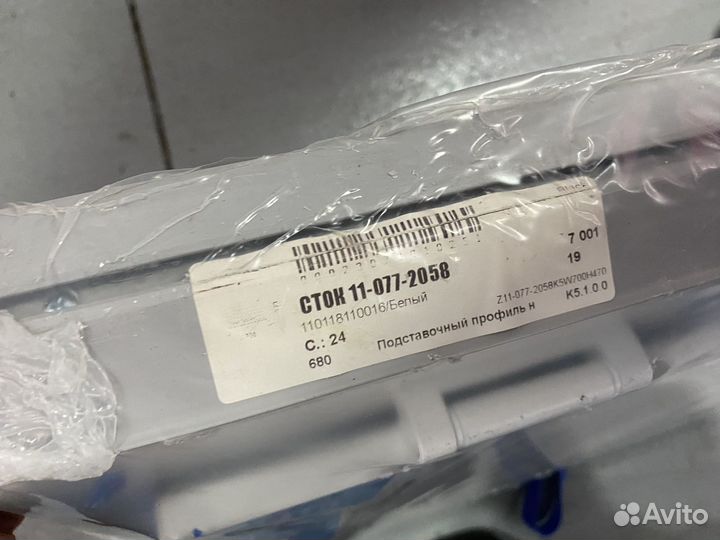 7 001
СТОК 11-077-2058
19
110118110016/Белый
Z11-077-2058K5W700H470
С.: 24
Подставочный профиль н
K5.1.0.0
680
Avito